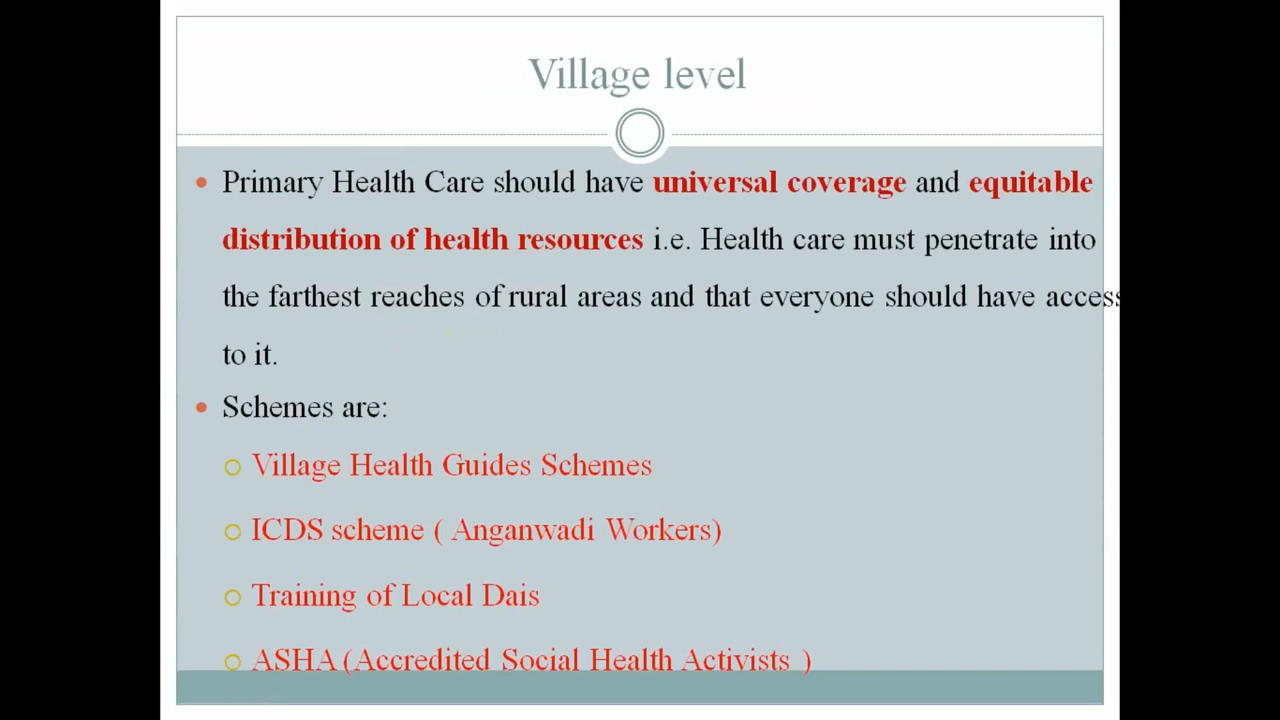 Village level
Primary Health Care should have universal coverage and equitable
distribution of health resources i.e. Health care must penetrate into
the farthest reaches of rural areas and that everyone should have access
to it.
Schemes are:
Village Health Guides Schemes
ICDS scheme ( Anganwadi Workers)
Training of Local Dais
ASHA (Accredited Social Health Activists )